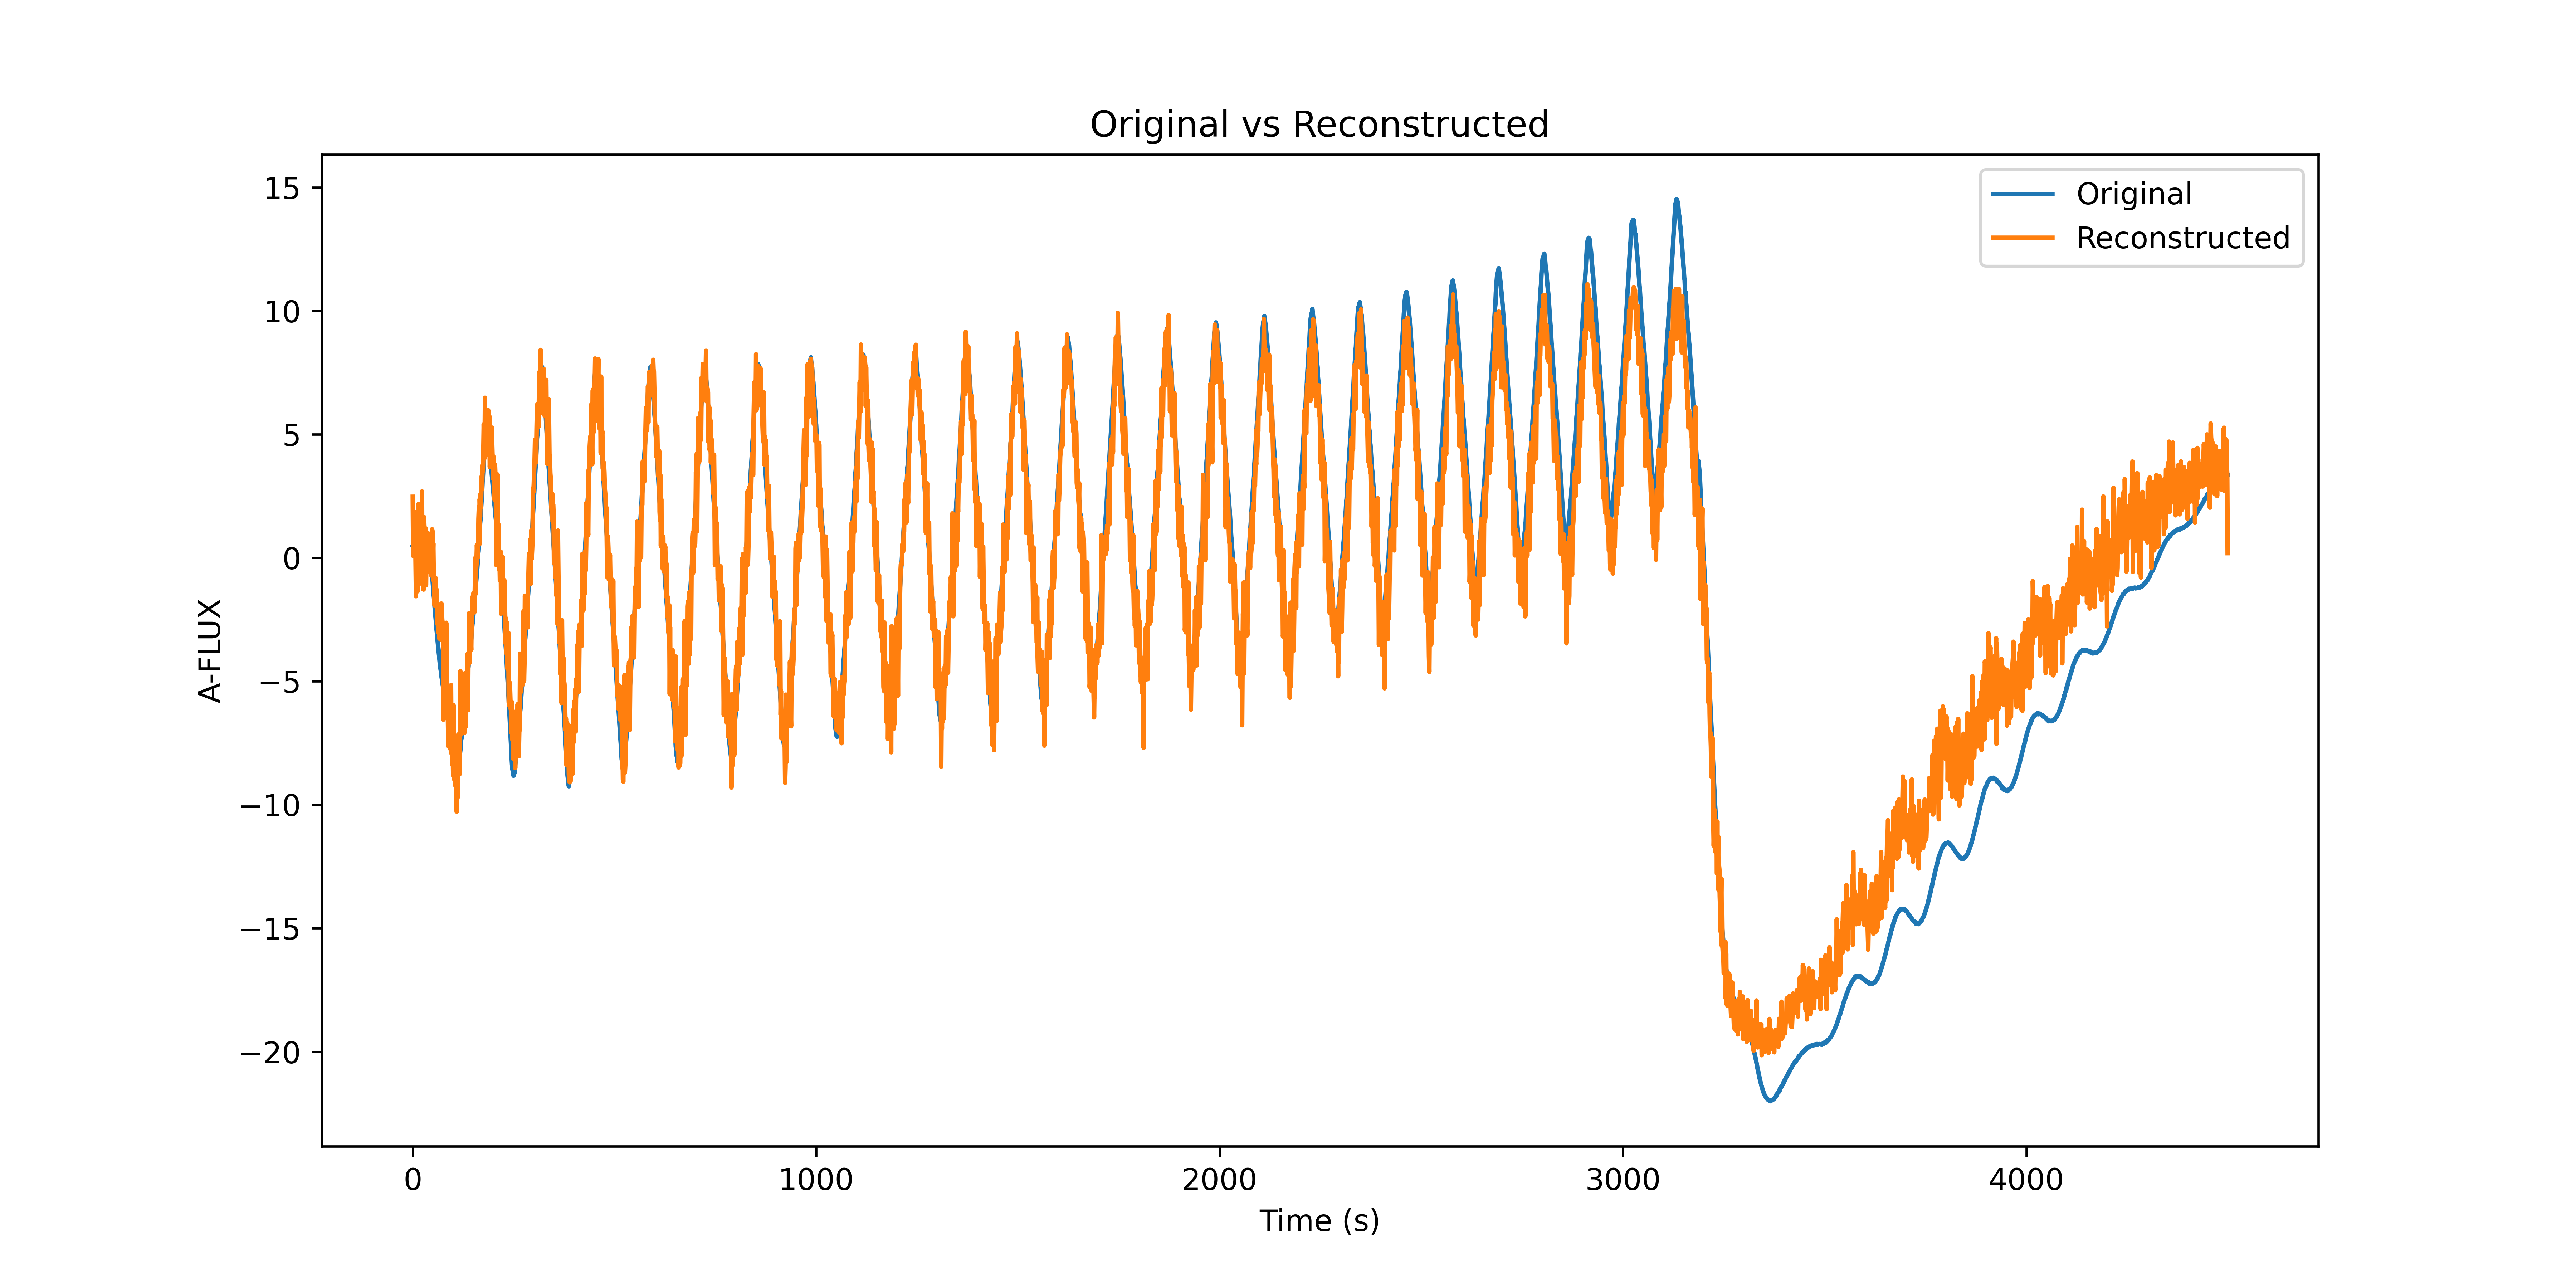 Original vs Reconstructed
Original
Reconstructed
15
10
5
0
−5
−10
−15
−20
A-FLUX
0
1000
2000
3000
4000
Time (s)